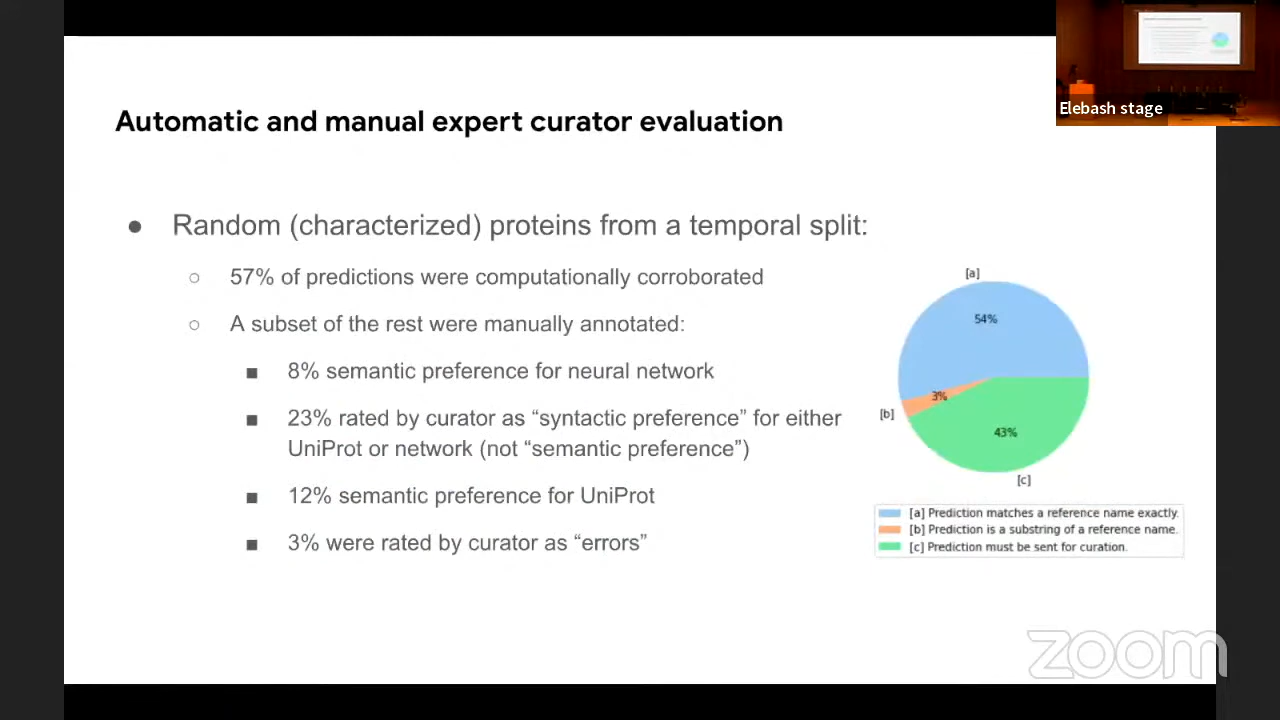 Elebash stage
Automatic and manual expert curator evaluation
● Random (characterized) proteins from a temporal split:
○ 57% of predictions were computationally corroborated
○ A subset of the rest were manually annotated:
■ 8% semantic preference for neural network
■ 23% rated by curator as “syntactic preference” for either
UniProt or network (not “semantic preference”)
■ 12% semantic preference for UniProt
■ 3% were rated by curator as “errors”
[a]
54%
3%
[b]
43%
[c]
[a] Prediction matches a reference name exactly.
[b] Prediction is a substring of a reference name.
[c] Prediction must be sent for curation.
zoom